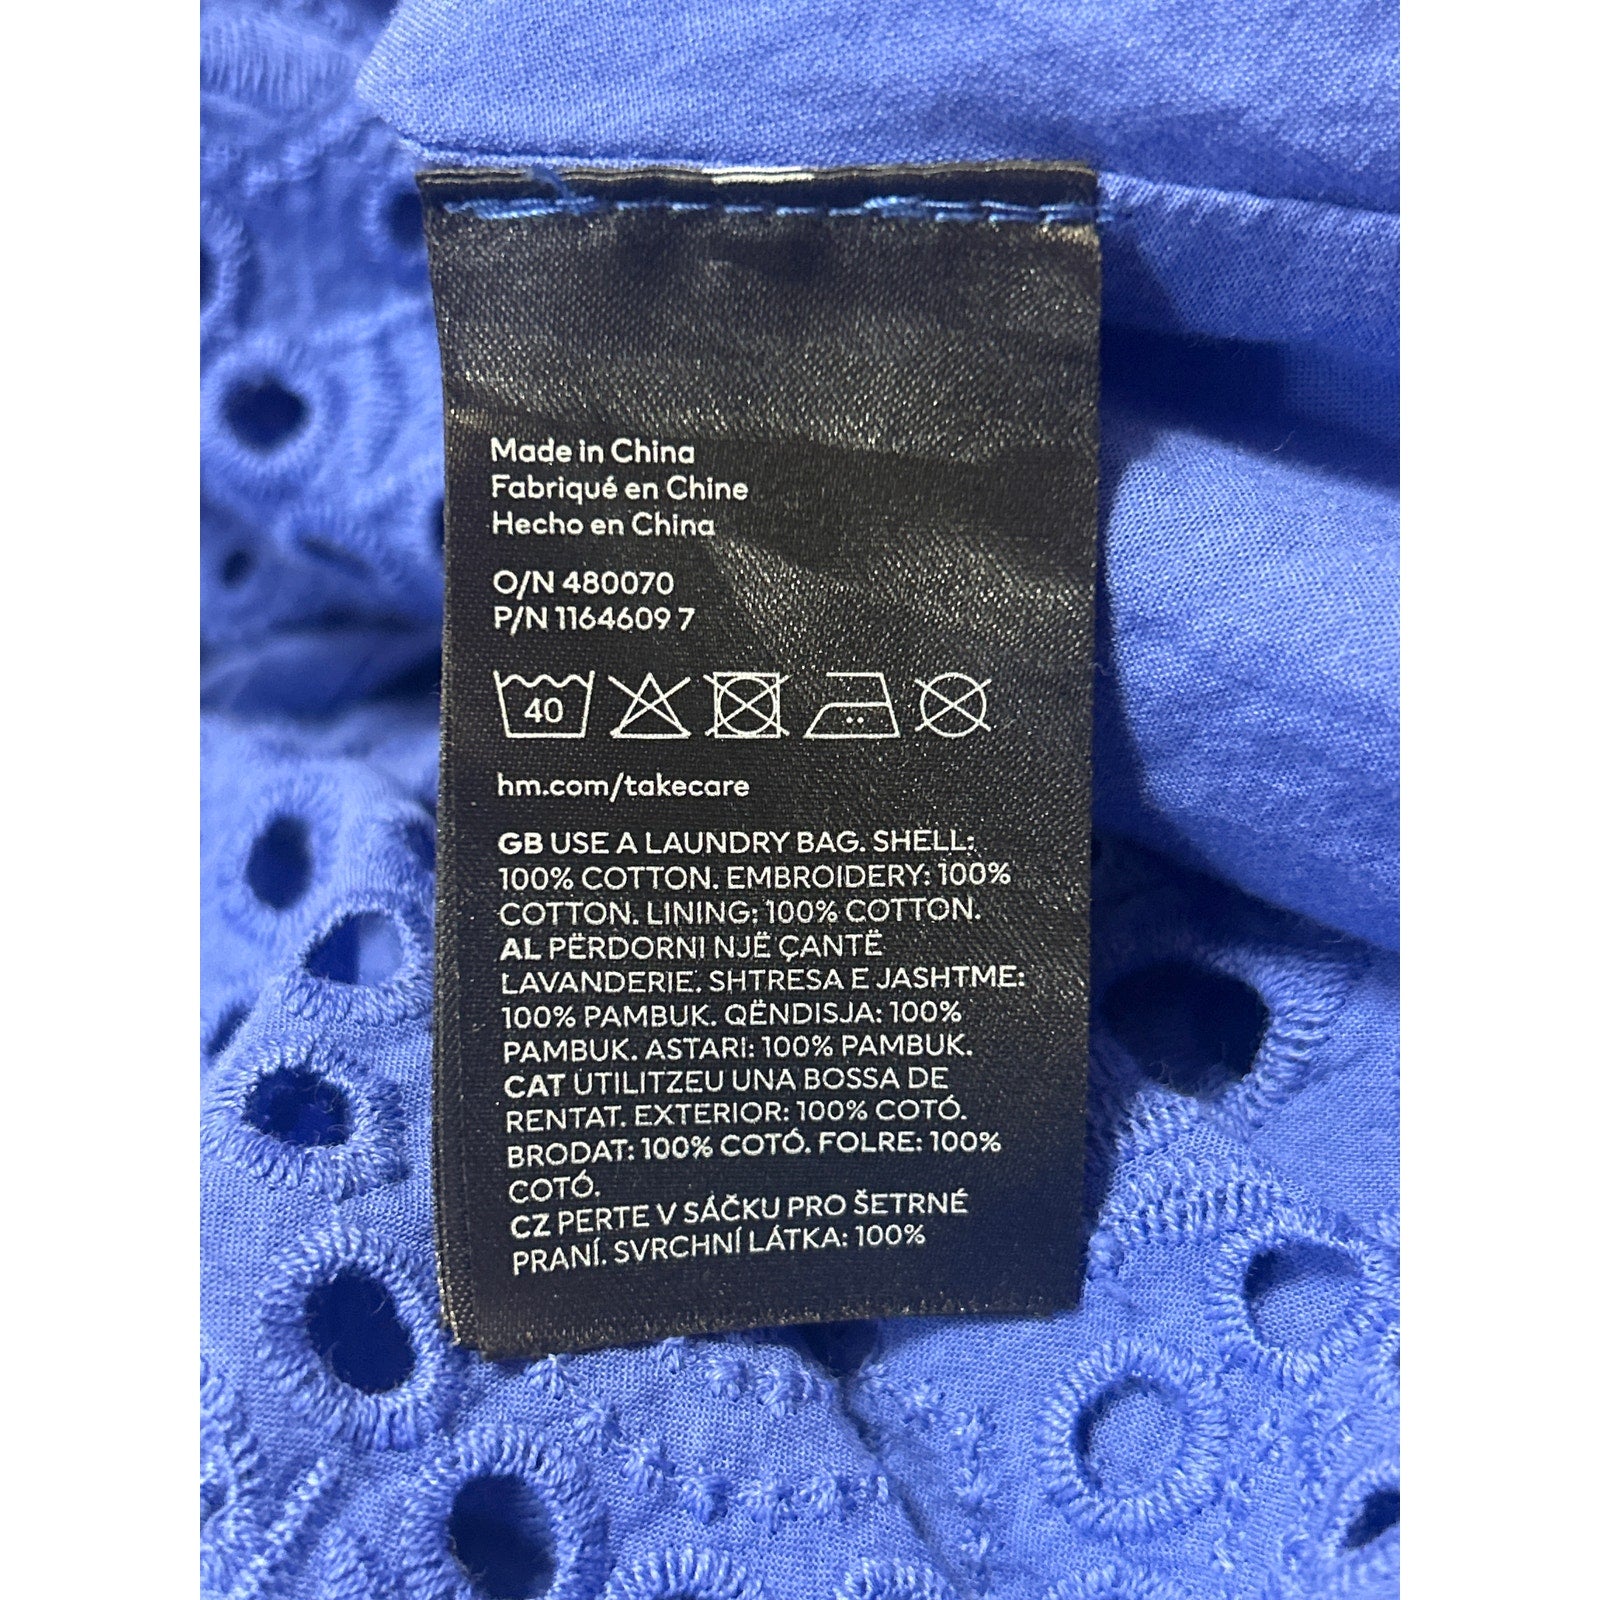 Made in China
Fabriqué en Chine
Hecho en China
O/N 480070
P/N 1164609 7
40
hm.com/takecare
GB USE A LAUNDRY BAG. SHELL:
100% COTTON. EMBROIDERY: 100%
COTTON. LINING: 100% COTTON.
AL PËRDORNI NJË ÇANTË
LAVANDERIE. SHTRESA E JASHTME:
100% PAMBUK. QËNDISJA: 100%
PAMBUK. ASTARI: 100% PAMBUK.
CAT UTILITZEU UNA BOSSA DE
RENTAT. EXTERIOR: 100% COTÓ.
BRODAT: 100% COTÓ. FOLRE: 100%
COTÓ.
CZ PERTE V SÁČKU PRO ŠETRNÉ
PRANÍ. SVRCHNÍ LÁTKA: 100%